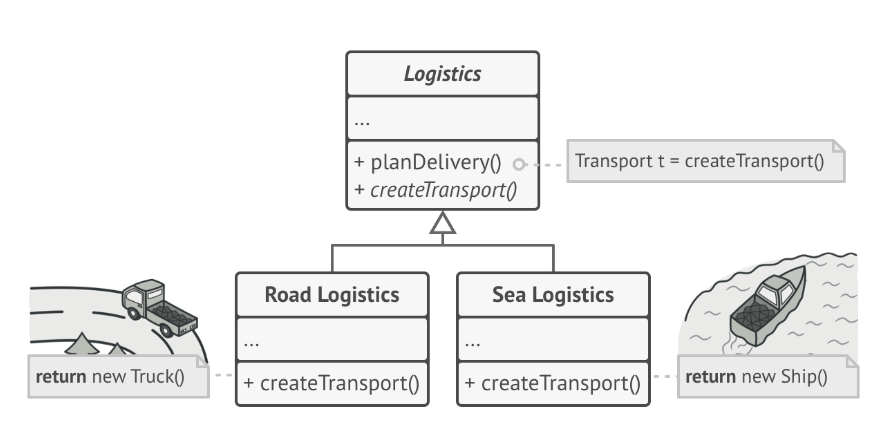 Logistics
...
+ planDelivery()
+ createTransport()
Transport t = createTransport()
Road Logistics
...
+ createTransport()
Sea Logistics
...
+ createTransport()
return new Truck()
return new Ship()